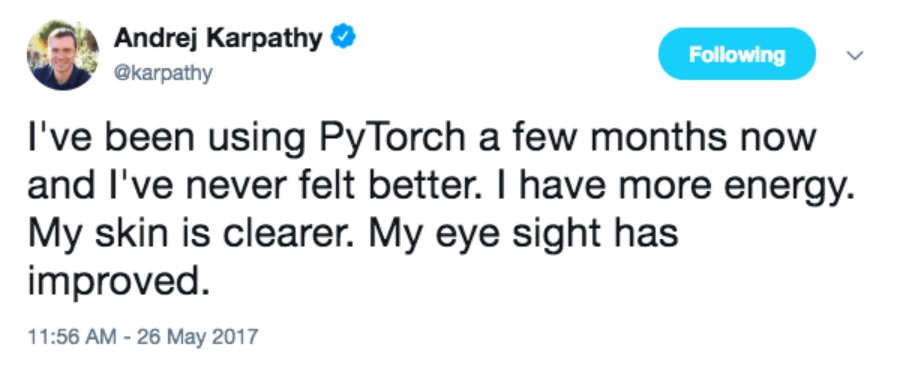 Andrej Karpathy
@karpathy
Following
I've been using PyTorch a few months now
and I've never felt better. I have more energy.
My skin is clearer. My eye sight has
improved.
11:56 AM - 26 May 2017